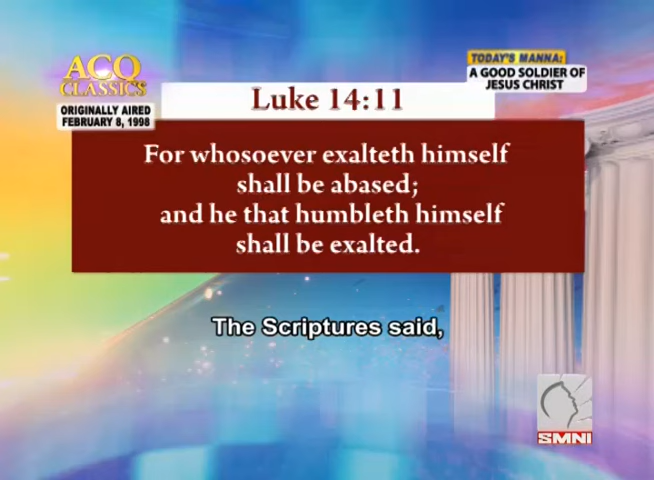 ACQ
CLASSICS
ORIGINALLY AIRED
FEBRUARY 8, 1998
TODAY'S MANNA:
A GOOD SOLDIER OF
JESUS CHRIST
Luke 14:11
For whosoever exalteth himself
shall be abased;
and he that humbleth himself
shall be exalted.
The Scriptures said,
SMNI